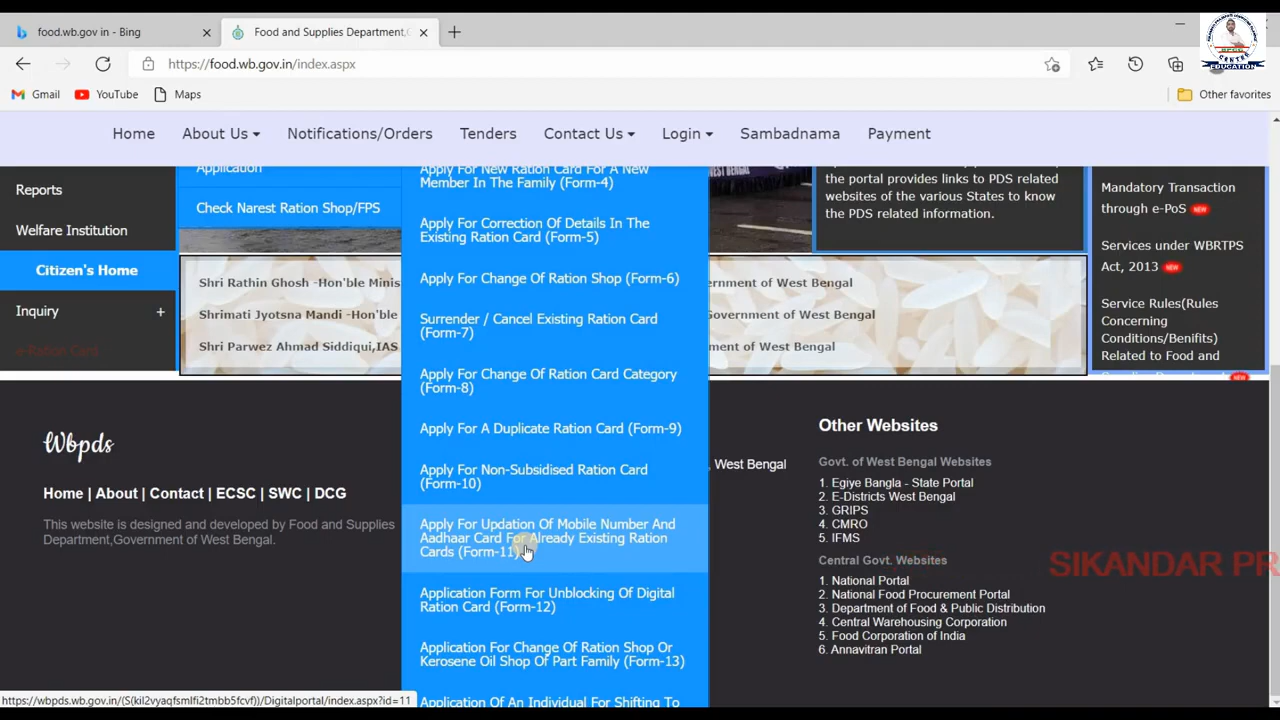 food.wb.gov in - Bing
Food and Supplies Department,G
https://food.wb.gov.in/index.aspx
Gmail
YouTube
Maps
Other favorites
CENTER
EDUCATION
Home
About Us
Notifications/Orders
Tenders
Contact Us
Login
Sambadnama
Payment
Reports
Welfare Institution
Citizen's Home
Inquiry +
e-Ration Card
Application
Check Narest Ration Shop/FPS
Apply For New Ration Card For A New
Member In The Family (Form-4)
Apply For Correction Of Details In The
Existing Ration Card (Form-5)
Apply For Change Of Ration Shop (Form-6)
Surrender / Cancel Existing Ration Card
(Form-7)
Apply For Change Of Ration Card Category
(Form-8)
Apply For A Duplicate Ration Card (Form-9)
Apply For Non-Subsidised Ration Card
(Form-10)
Apply For Updation Of Mobile Number And
Aadhaar Card For Already Existing Ration
Cards (Form-11)
Application Form For Unblocking Of Digital
Ration Card (Form-12)
Application For Change Of Ration Shop Or
Kerosene Oil Shop Of Part Family (Form-13)
Application Of An Individual For Shifting To
WEST BENGAL
the portal provides links to PDS related
websites of the various States to know
the PDS related information.
Mandatory Transaction
through e-PoS NEW
Services under WBRTPS
Act, 2013 NEW
Service Rules(Rules
Concerning
Conditions/Benifits)
Related to Food and
NEW
Shri Rathin Ghosh -Hon'ble Minis
ernment of West Bengal
Shrimati Jyotsna Mandi -Hon'ble
Government of West Bengal
Shri Parwez Ahmad Siddiqui,IAS
ment of West Bengal
Wbpds
Home | About | Contact | ECSC | SWC | DCG
This website is designed and developed by Food and Supplies
Department,Government of West Bengal.
, West Bengal
Other Websites
Govt. of West Bengal Websites
1. Egiye Bangla - State Portal
2. E-Districts West Bengal
3. GRIPS
4. CMRO
5. IFMS
Central Govt. Websites
1. National Portal
2. National Food Procurement Portal
3. Department of Food & Public Distribution
4. Central Warehousing Corporation
5. Food Corporation of India
6. Annavitran Portal
SIKANDAR PR
https://wbpds.wb.gov.in/(S(kil2vyaqfsmlfi2tmbb5fcvf))/Digitalportal/index.aspx?id=11